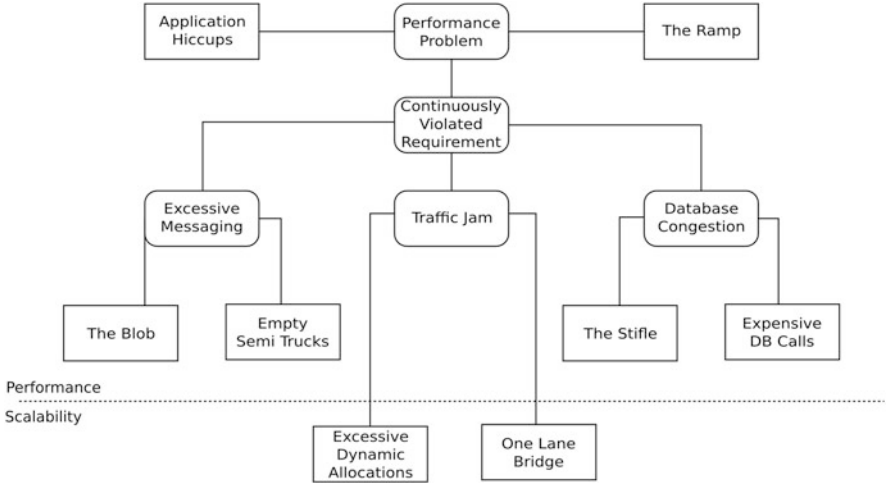 Application
Hiccups
Performance
Problem
The Ramp
Continuously
Violated
Requirement
Excessive
Messaging
Traffic Jam
Database
Congestion
The Blob
Empty
Semi Trucks
The Stifle
Expensive
DB Calls
Performance
Scalability
Excessive
Dynamic
Allocations
One Lane
Bridge